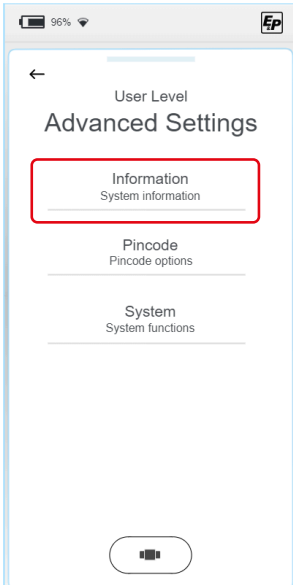 96%
EP
User Level
Advanced Settings
Information
System information
Pincode
Pincode options
System
System functions